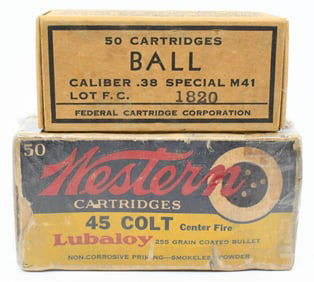 50 CARTRIDGES
BALL
CALIBER .38 SPECIAL M41
LOT F.C. 1820
FEDERAL CARTRIDGE CORPORATION
50
Western
CARTRIDGES
45 COLT Center Fire
Lubaloy 255 GRAIN COATED BULLET
NON-CORROSIVE PRIMING—SMOKELESS POWDER